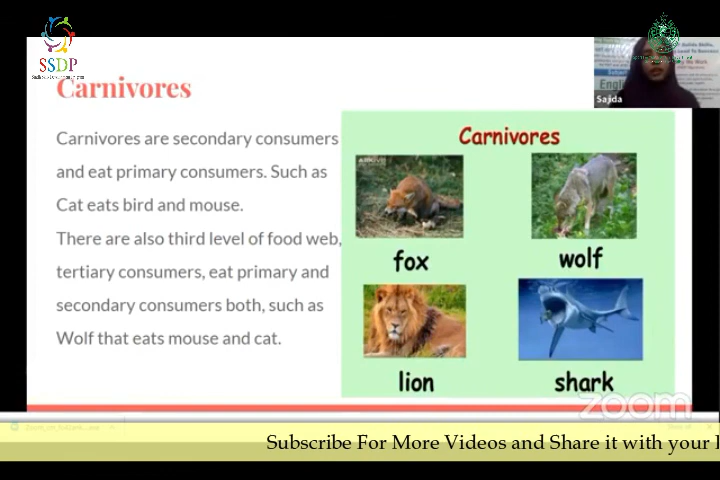 SSDP
Carnivores
Carnivores are secondary consumers
and eat primary consumers. Such as
Cat eats bird and mouse.
There are also third level of food web,
tertiary consumers, eat primary and
secondary consumers both, such as
Wolf that eats mouse and cat.
Carnivores
fox
wolf
lion
shark
Sajida
zoom
Subscribe For More Videos and Share it with your